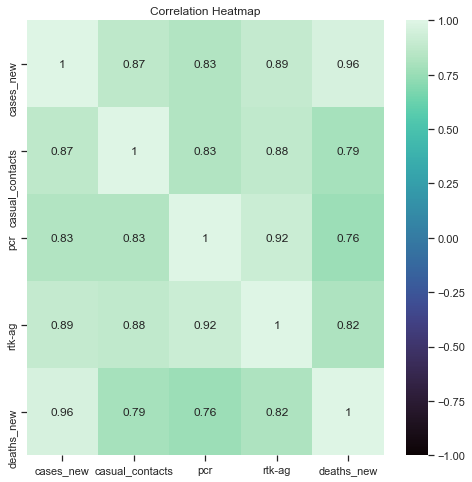 Correlation Heatmap
cases_new 1 0.87 0.83 0.89 0.96
casual_contacts 0.87 1 0.83 0.88 0.79
pcr 0.83 0.83 1 0.92 0.76
rtk-ag 0.89 0.88 0.92 1 0.82
deaths_new 0.96 0.79 0.76 0.82 1
cases_new casual_contacts pcr rtk-ag deaths_new
1.00
0.75
0.50
0.25
0.00
−0.25
−0.50
−0.75
−1.00